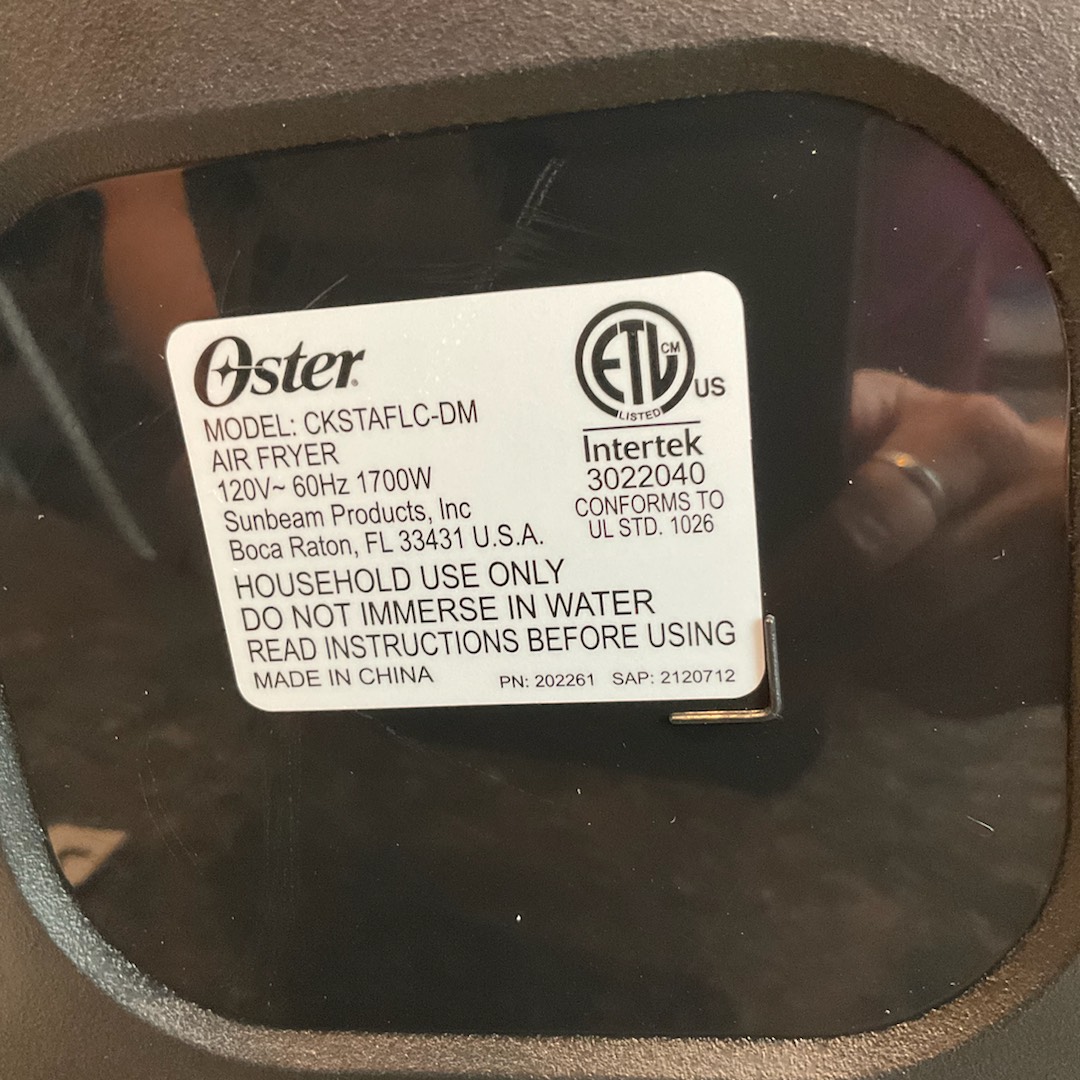 Oster
MODEL: CKSTAFLC-DM
AIR FRYER
120V~ 60Hz 1700W
Sunbeam Products, Inc
Boca Raton, FL 33431 U.S.A.
HOUSEHOLD USE ONLY
DO NOT IMMERSE IN WATER
READ INSTRUCTIONS BEFORE USING
MADE IN CHINA
PN: 202261 SAP: 2120712
ETL CM
LISTED
US
Intertek
3022040
CONFORMS TO
UL STD. 1026